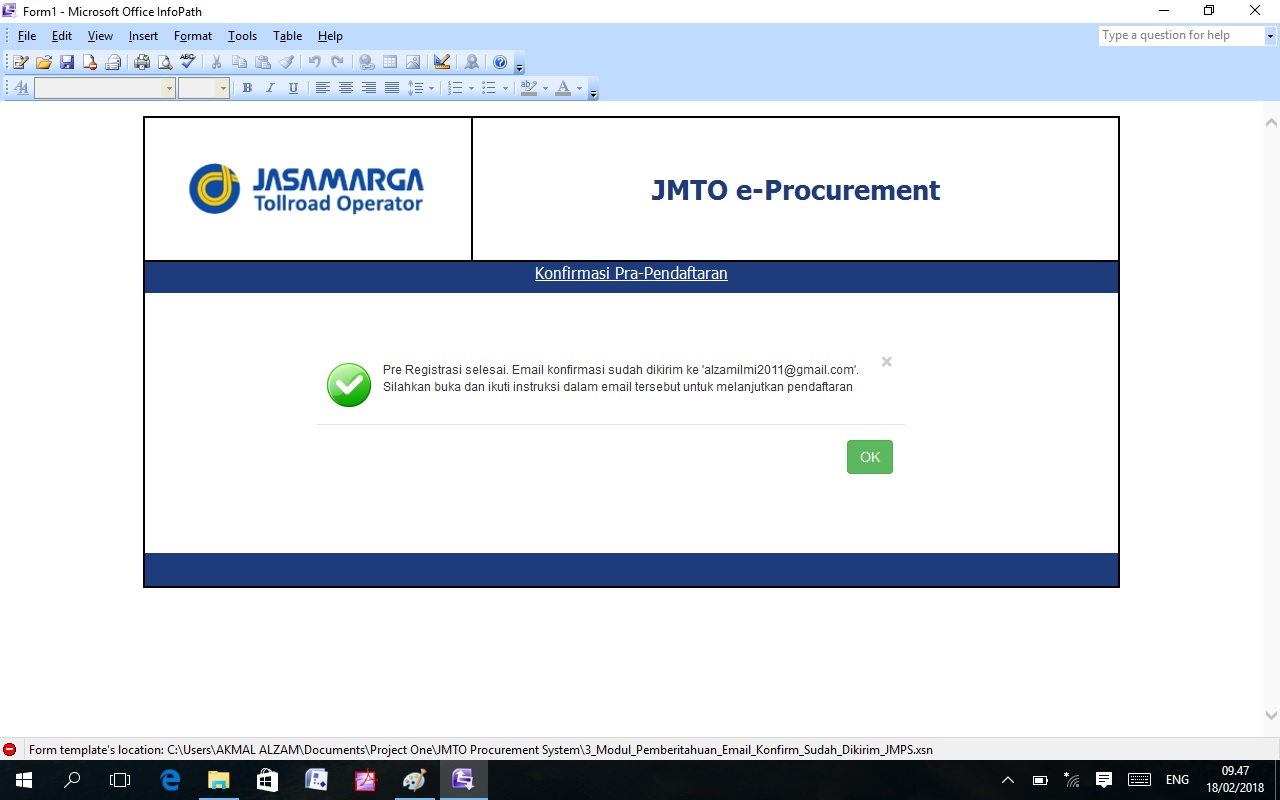 Form1 - Microsoft Office InfoPath
File Edit View Insert Format Tools Table Help
Type a question for help
JASAMARGA
Tollroad Operator
JMTO e-Procurement
Konfirmasi Pra-Pendaftaran
Pre Registrasi selesai. Email konfirmasi sudah dikirim ke 'alzamilmi2011@gmail.com'.
Silahkan buka dan ikuti instruksi dalam email tersebut untuk melanjutkan pendaftaran
OK
Form template's location: C:\Users\AKMAL ALZAM\Documents\Project One\JMTO Procurement System\3_Modul_Pemberitahuan_Email_Konfirm_Sudah_Dikirim_JMPS.xsn
ENG
09.47
18/02/2018